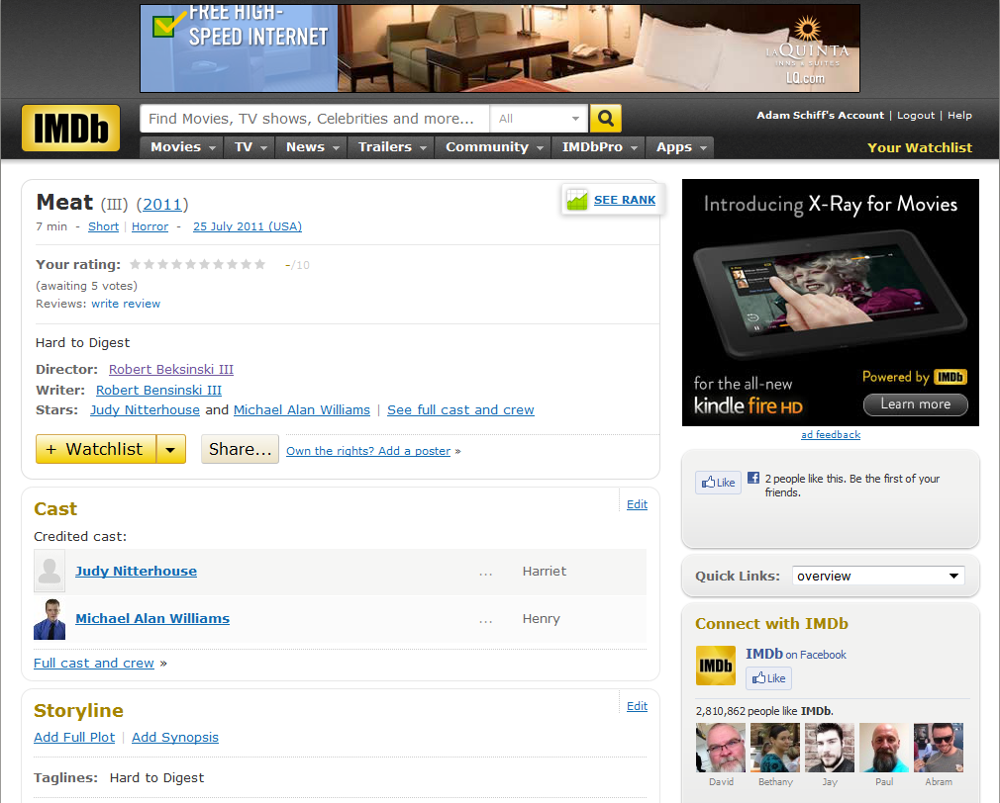 FREE HIGH-
SPEED INTERNET
LAQUINTA
INNS & SUITES
LQ.com
IMDb
Find Movies, TV shows, Celebrities and more...
All
Adam Schiff's Account | Logout | Help
Movies TV News Trailers Community IMDbPro Apps
Your Watchlist
Meat (III) (2011)
SEE RANK
7 min - Short | Horror - 25 July 2011 (USA)
Your rating: -/10
(awaiting 5 votes)
Reviews: write review
Hard to Digest
Director: Robert Beksinski III
Writer: Robert Bensinski III
Stars: Judy Nitterhouse and Michael Alan Williams | See full cast and crew
+ Watchlist Share... Own the rights? Add a poster »
Cast
Edit
Credited cast:
Judy Nitterhouse ... Harriet
Michael Alan Williams ... Henry
Full cast and crew »
Storyline
Edit
Add Full Plot | Add Synopsis
Taglines: Hard to Digest
Introducing X-Ray for Movies
for the all-new
kindle fire HD
Powered by IMDb
Learn more
ad feedback
Like 2 people like this. Be the first of your
friends.
Quick Links: overview
Connect with IMDb
IMDb
IMDb on Facebook
Like
2,810,862 people like IMDb.
David Bethany Jay Paul Abram